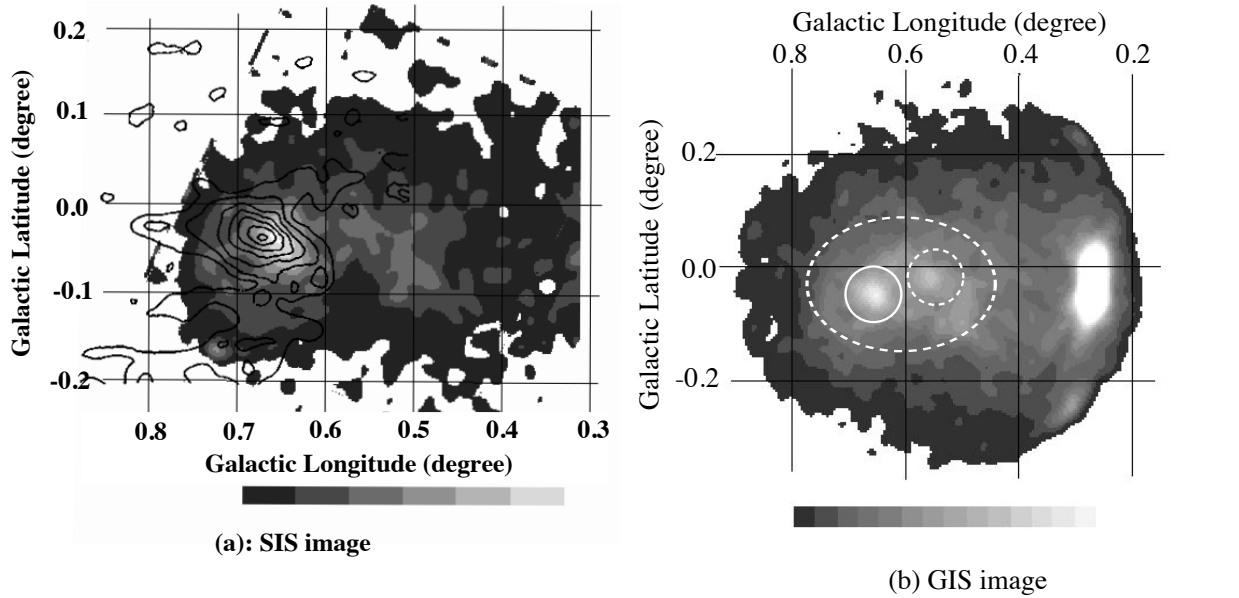 0.2
0.1
0.0
-0.1
-0.2
Galactic Latitude (degree)
0.8 0.7 0.6 0.5 0.4 0.3
Galactic Longitude (degree)
(a): SIS image
Galactic Longitude (degree)
0.8 0.6 0.4 0.2
0.2
0.0
-0.2
Galactic Latitude (degree)
(b) GIS image